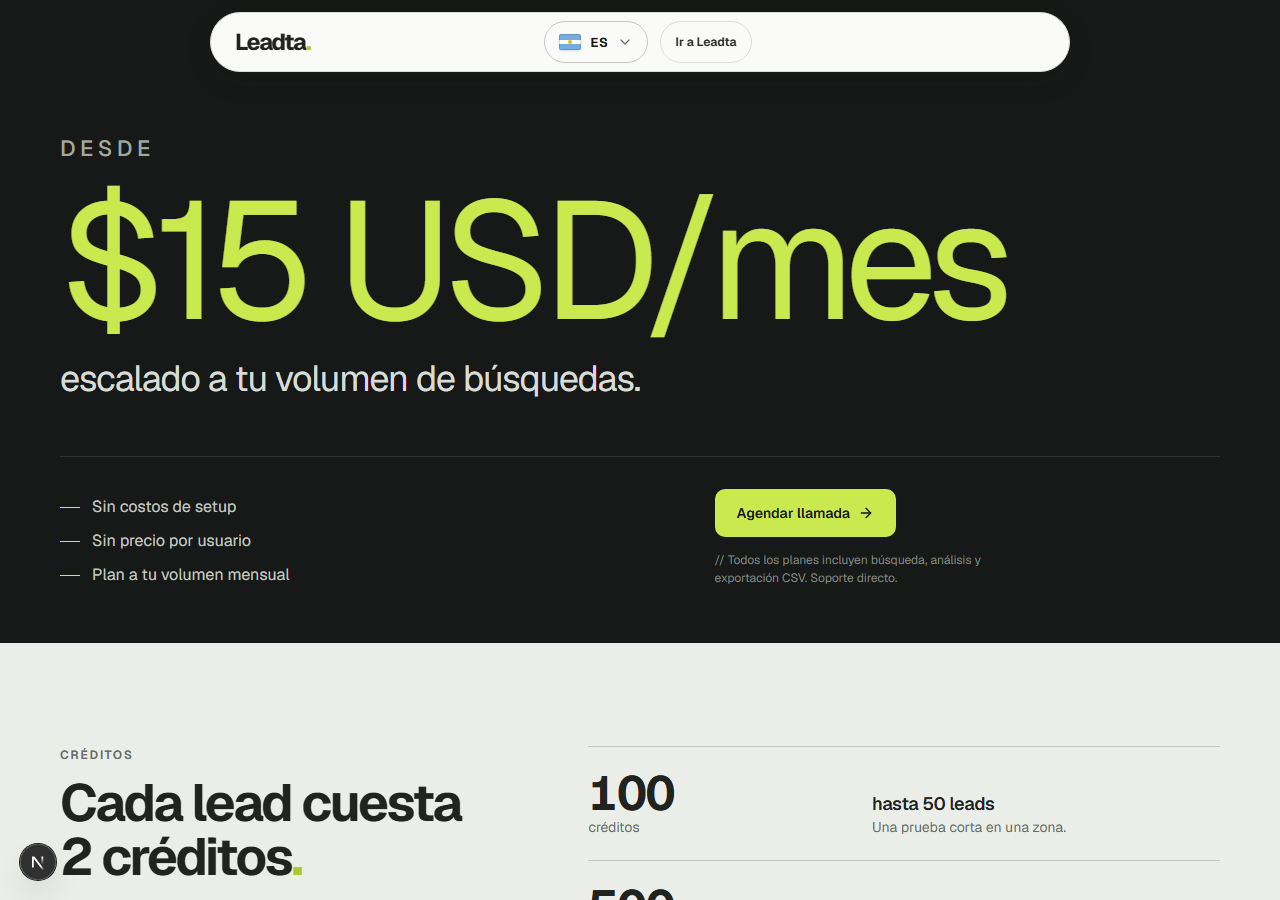 Leadta.
ES
Ir a Leadta
DESDE
$15 USD/mes
escalado a tu volumen de búsquedas.
— Sin costos de setup
— Sin precio por usuario
— Plan a tu volumen mensual
Agendar llamada →
// Todos los planes incluyen búsqueda, análisis y
exportación CSV. Soporte directo.
CRÉDITOS
Cada lead cuesta
2 créditos.
N
100
créditos
hasta 50 leads
Una prueba corta en una zona.
500